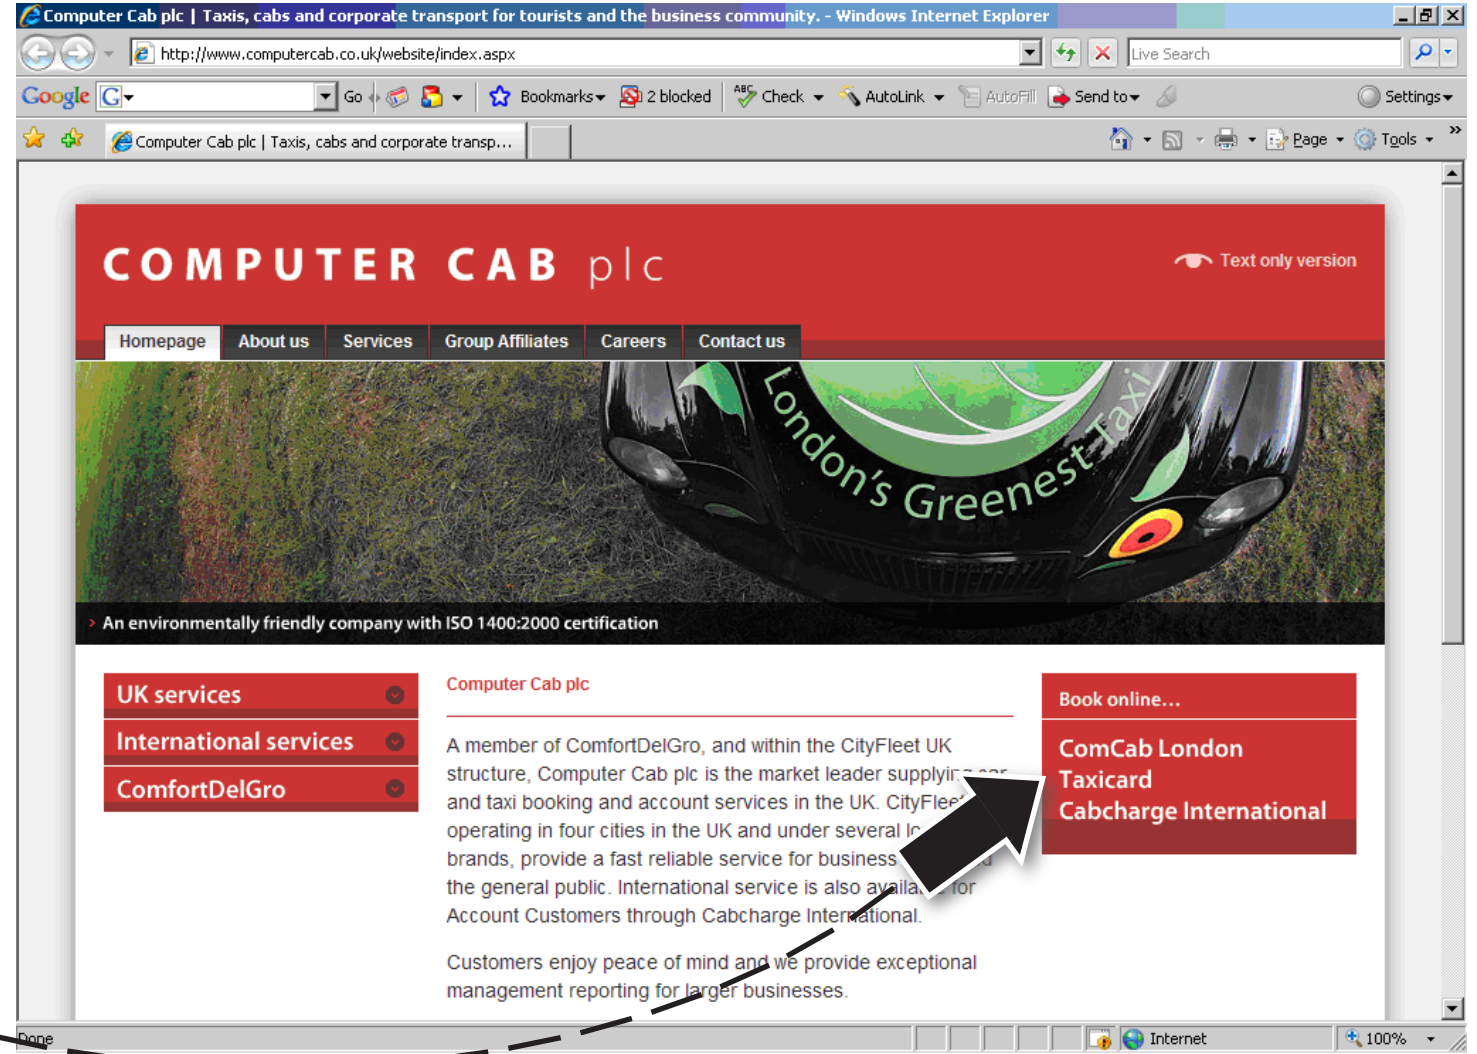 Computer Cab plc | Taxis, cabs and corporate transport for tourists and the business community. - Windows Internet Explorer
http://www.computercab.co.uk/website/index.aspx
Live Search
Google G Go Bookmarks 2 blocked ABC Check AutoLink AutoFill Send to Settings
Computer Cab plc | Taxis, cabs and corporate transp... Page Tools »
COMPUTER CAB plc
Text only version
Homepage About us Services Group Affiliates Careers Contact us
London's Greenest Taxi
An environmentally friendly company with ISO 1400:2000 certification
UK services
International services
ComfortDelGro
Computer Cab plc
A member of ComfortDelGro, and within the CityFleet UK
structure, Computer Cab plc is the market leader supplying car
and taxi booking and account services in the UK. CityFleet
operating in four cities in the UK and under several
brands, provide a fast reliable service for business
the general public. International service is also available for
Account Customers through Cabcharge International.
Customers enjoy peace of mind and we provide exceptional
management reporting for larger businesses.
Book online...
ComCab London
Taxicard
Cabcharge International
Done Internet 100%